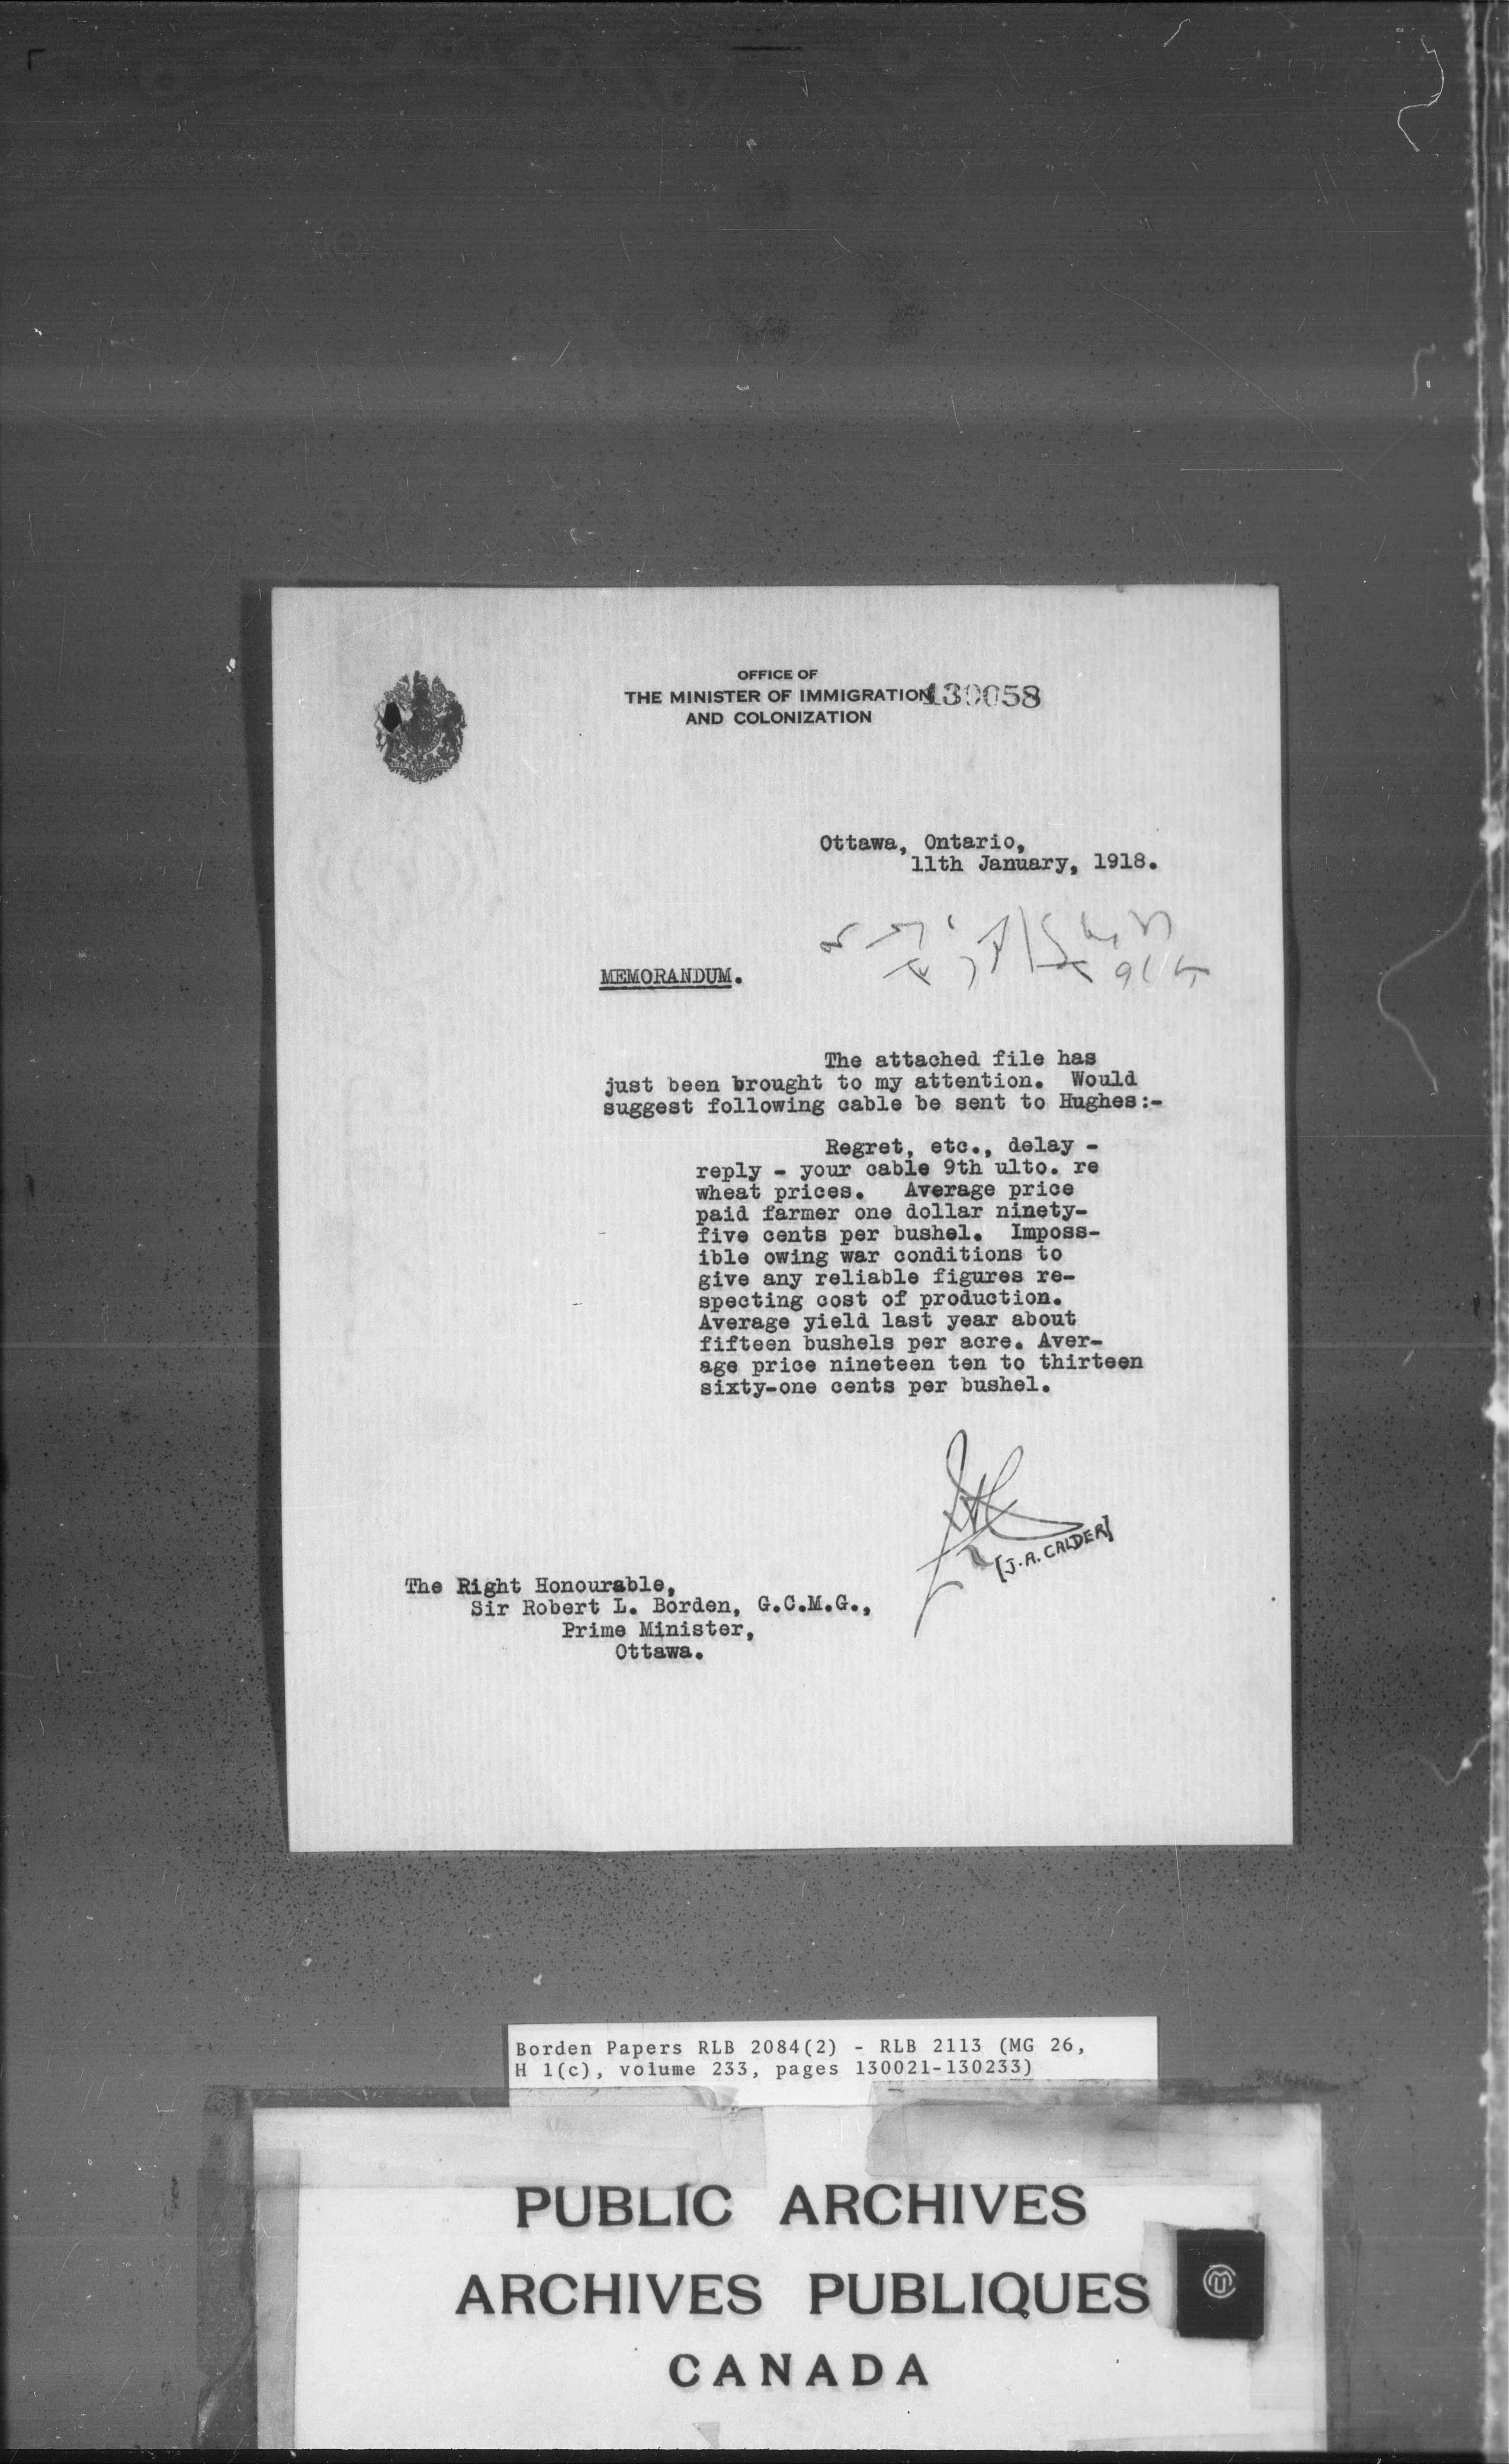 OFFICE OF
THE MINISTER OF IMMIGRATION 130058
AND COLONIZATION
Ottawa, Ontario,
11th January, 1918.
MEMORANDUM.
The attached file has
just been brought to my attention. Would
suggest following cable be sent to Hughes:-
Regret, etc., delay -
reply - your cable 9th ulto. re
wheat prices. Average price
paid farmer one dollar ninety-
five cents per bushel. Imposs-
ible owing war conditions to
give any reliable figures re-
specting cost of production.
Average yield last year about
fifteen bushels per acre. Aver-
age price nineteen ten to thirteen
sixty-one cents per bushel.
[J.A. CALDER]
The Right Honourable,
Sir Robert L. Borden, G.C.M.G.,
Prime Minister,
Ottawa.
Borden Papers RLB 2084(2) - RLB 2113 (MG 26,
H 1(c), volume 233, pages 130021-130233)
PUBLIC ARCHIVES
ARCHIVES PUBLIQUES
CANADA